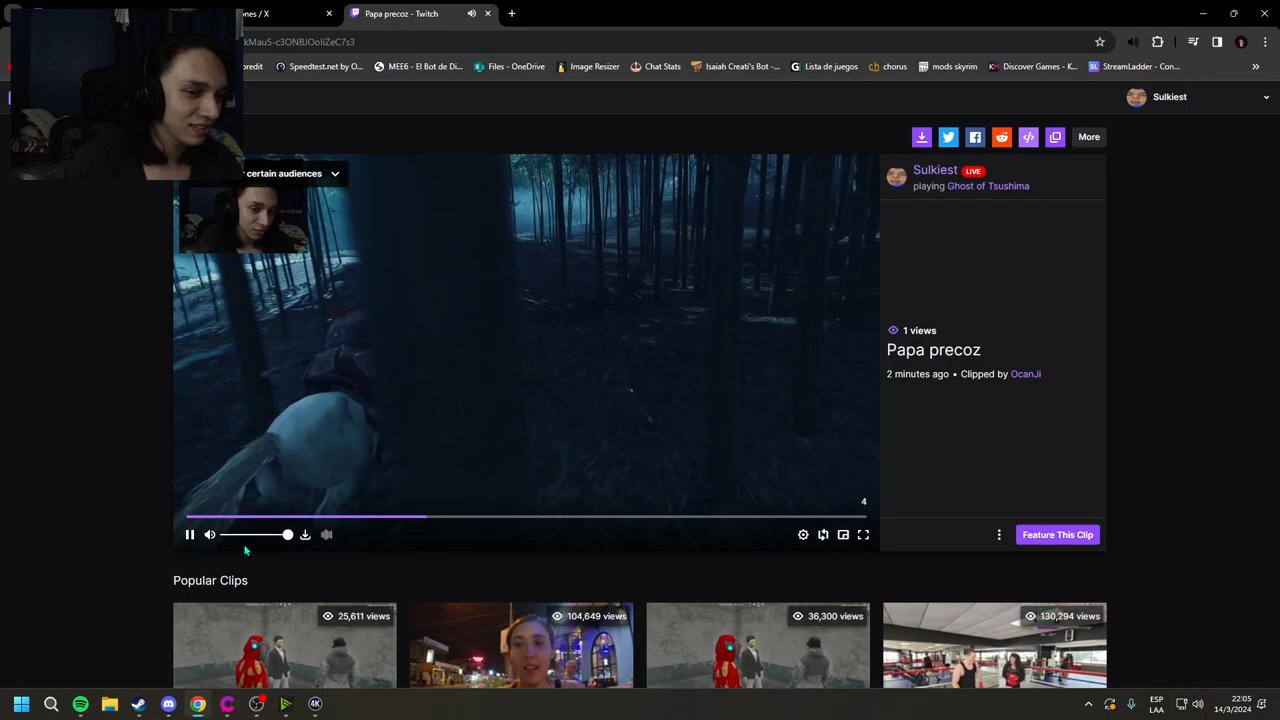 ones / X
Papa precoz - Twitch
kMau5-c3ONBJOoIiZeC7s3
predit
Speedtest.net by O...
MEE6 - El Bot de Di...
Files - OneDrive
Image Resizer
Chat Stats
Isaiah Creati's Bot -...
Lista de juegos
chorus
mods skyrim
Discover Games - K...
StreamLadder - Con...
Sulkiest
More
r certain audiences
Sulkiest LIVE
playing Ghost of Tsushima
1 views
Papa precoz
2 minutes ago • Clipped by OcanJi
4
Feature This Clip
Popular Clips
25,611 views
104,649 views
36,300 views
130,294 views
ESP
LAA
22:05
14/3/2024